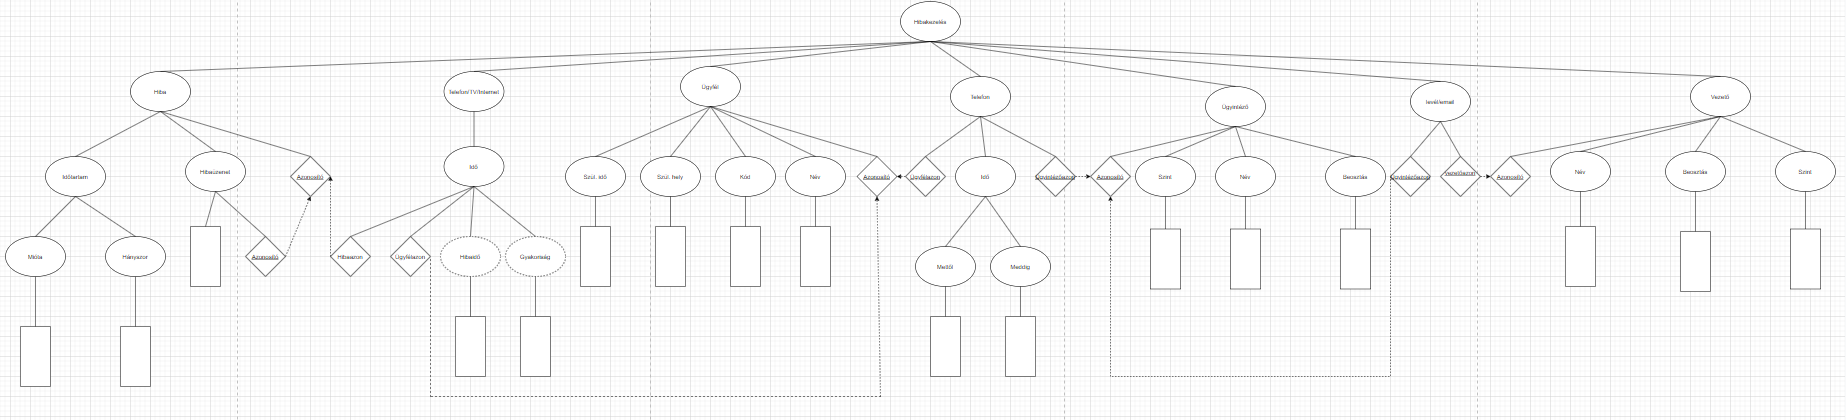 Hibakezelés
Hiba
Telefon/TV/Internet
Ügyfél
Telefon
Ügyintéző
levél/email
Vezető
Időtartam
Hibaüzenet
Azonosító
Idő
Szül. idő
Szül. hely
Kód
Név
Azonosító
Ügyfélazon
Idő
Ügyintézőazon
Azonosító
Szint
Név
Beosztás
Ügyintézőazon
vezetőazon
Azonosító
Név
Beosztás
Szint
Mióta
Hányszor
Azonosító
Hibaazon
Ügyfélazon
Hibaidő
Gyakoriság
Mettől
Meddig